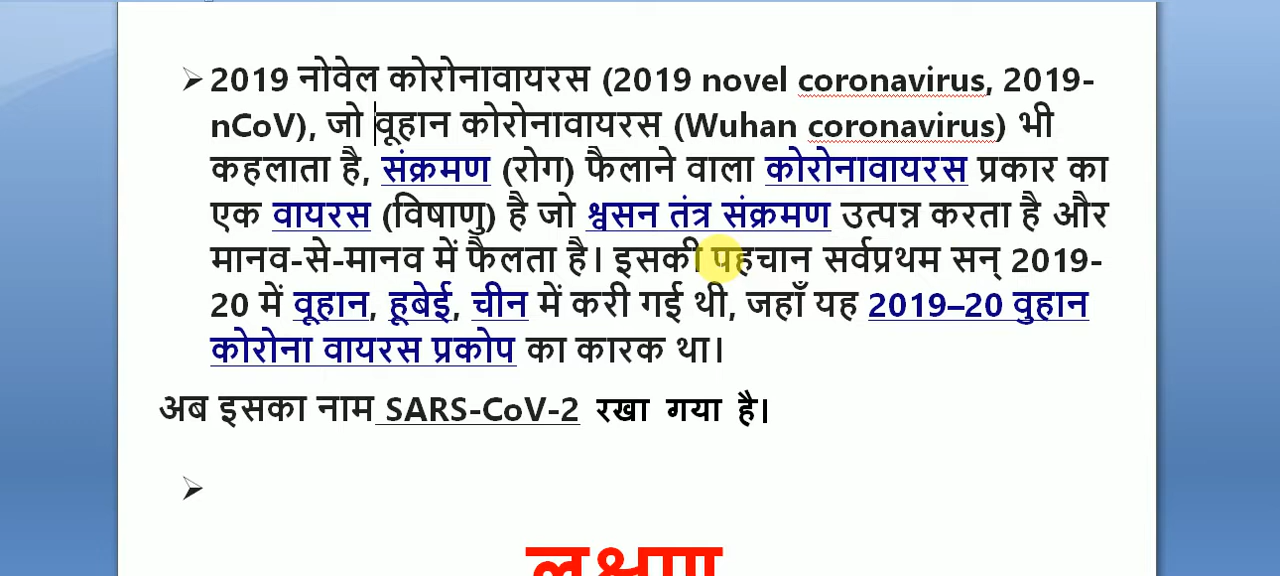 ➢ 2019 नोवेल कोरोनावायरस (2019 novel coronavirus, 2019-
nCoV), जो वूहान कोरोनावायरस (Wuhan coronavirus) भी
कहलाता है, संक्रमण (रोग) फैलाने वाला कोरोनावायरस प्रकार का
एक वायरस (विषाणु) है जो श्वसन तंत्र संक्रमण उत्पन्न करता है और
मानव-से-मानव में फैलता है। इसकी पहचान सर्वप्रथम सन् 2019-
20 में वूहान, हूबेई, चीन में करी गई थी, जहाँ यह 2019–20 वुहान
कोरोना वायरस प्रकोप का कारक था।
अब इसका नाम SARS-CoV-2 रखा गया है।
➢
लक्षण